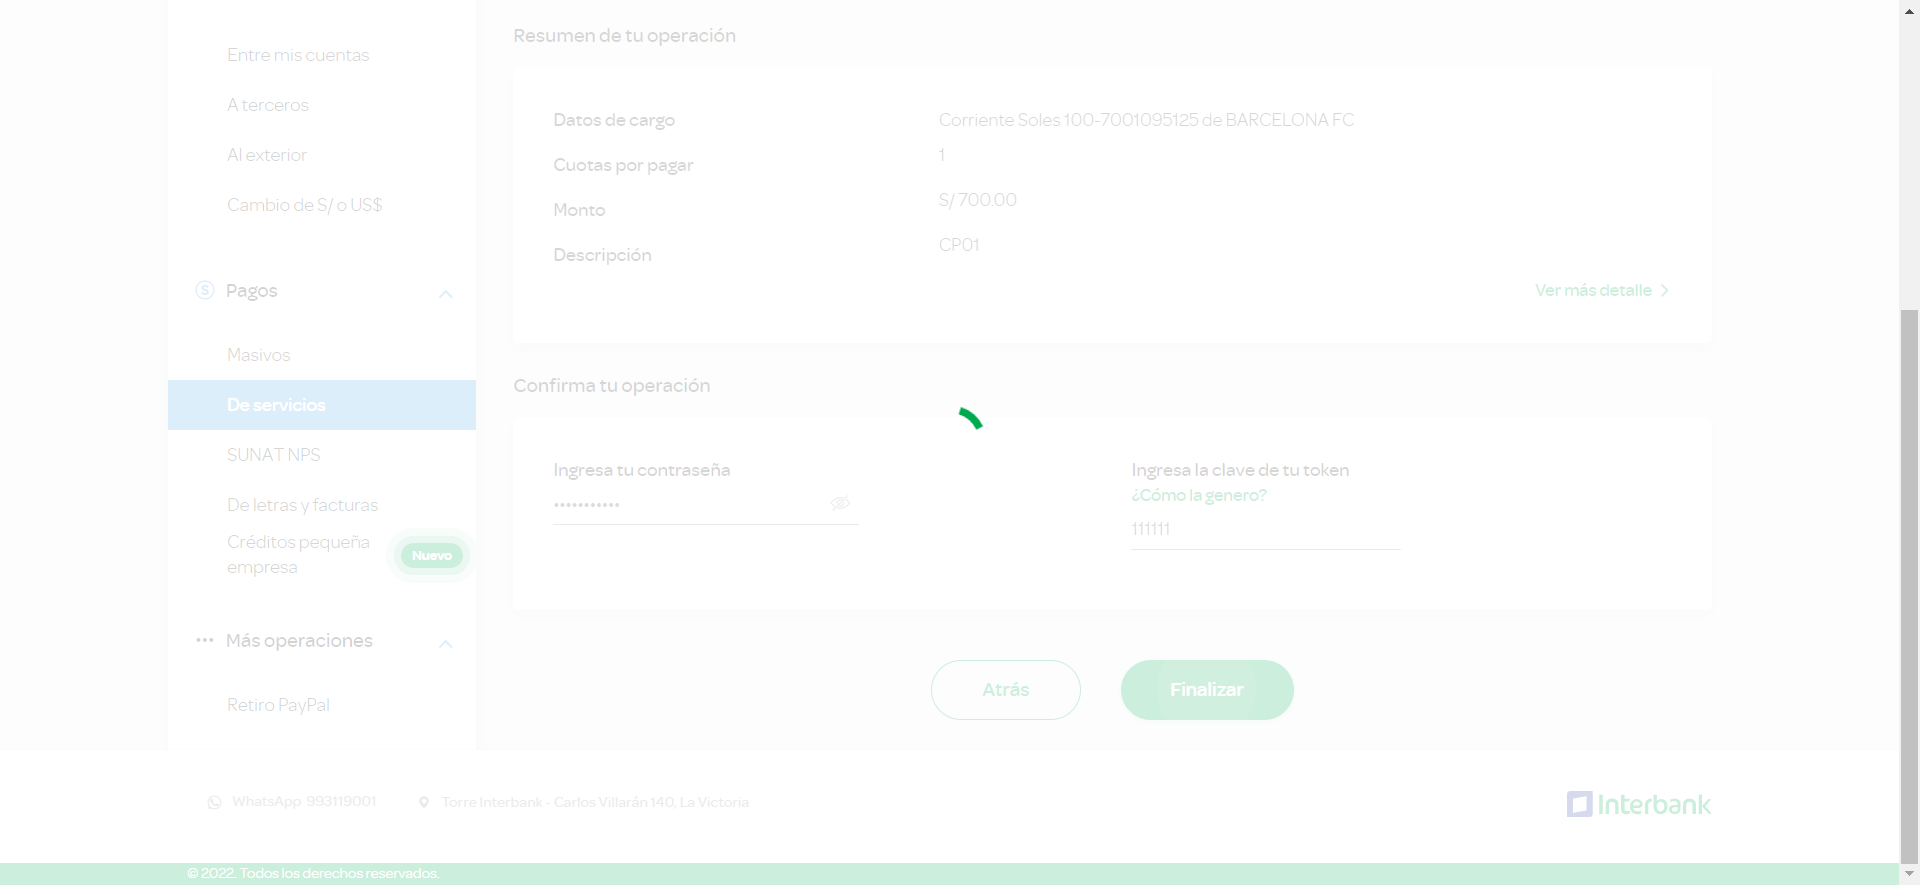 Entre mis cuentas
A terceros
Al exterior
Cambio de S/ o US$
Pagos
Masivos
De servicios
SUNAT NPS
De letras y facturas
Créditos pequeña
empresa
Nuevo
Más operaciones
Retiro PayPal
Resumen de tu operación
Datos de cargo
Corriente Soles 100-7001095125 de BARCELONA FC
Cuotas por pagar
1
Monto
S/ 700.00
Descripción
CP01
Ver más detalle
Confirma tu operación
Ingresa tu contraseña
•••••••••••
Ingresa la clave de tu token
¿Cómo la genero?
111111
Atrás
Finalizar
WhatsApp 993119001
Torre Interbank - Carlos Villarán 140, La Victoria
Interbank
© 2022. Todos los derechos reservados.